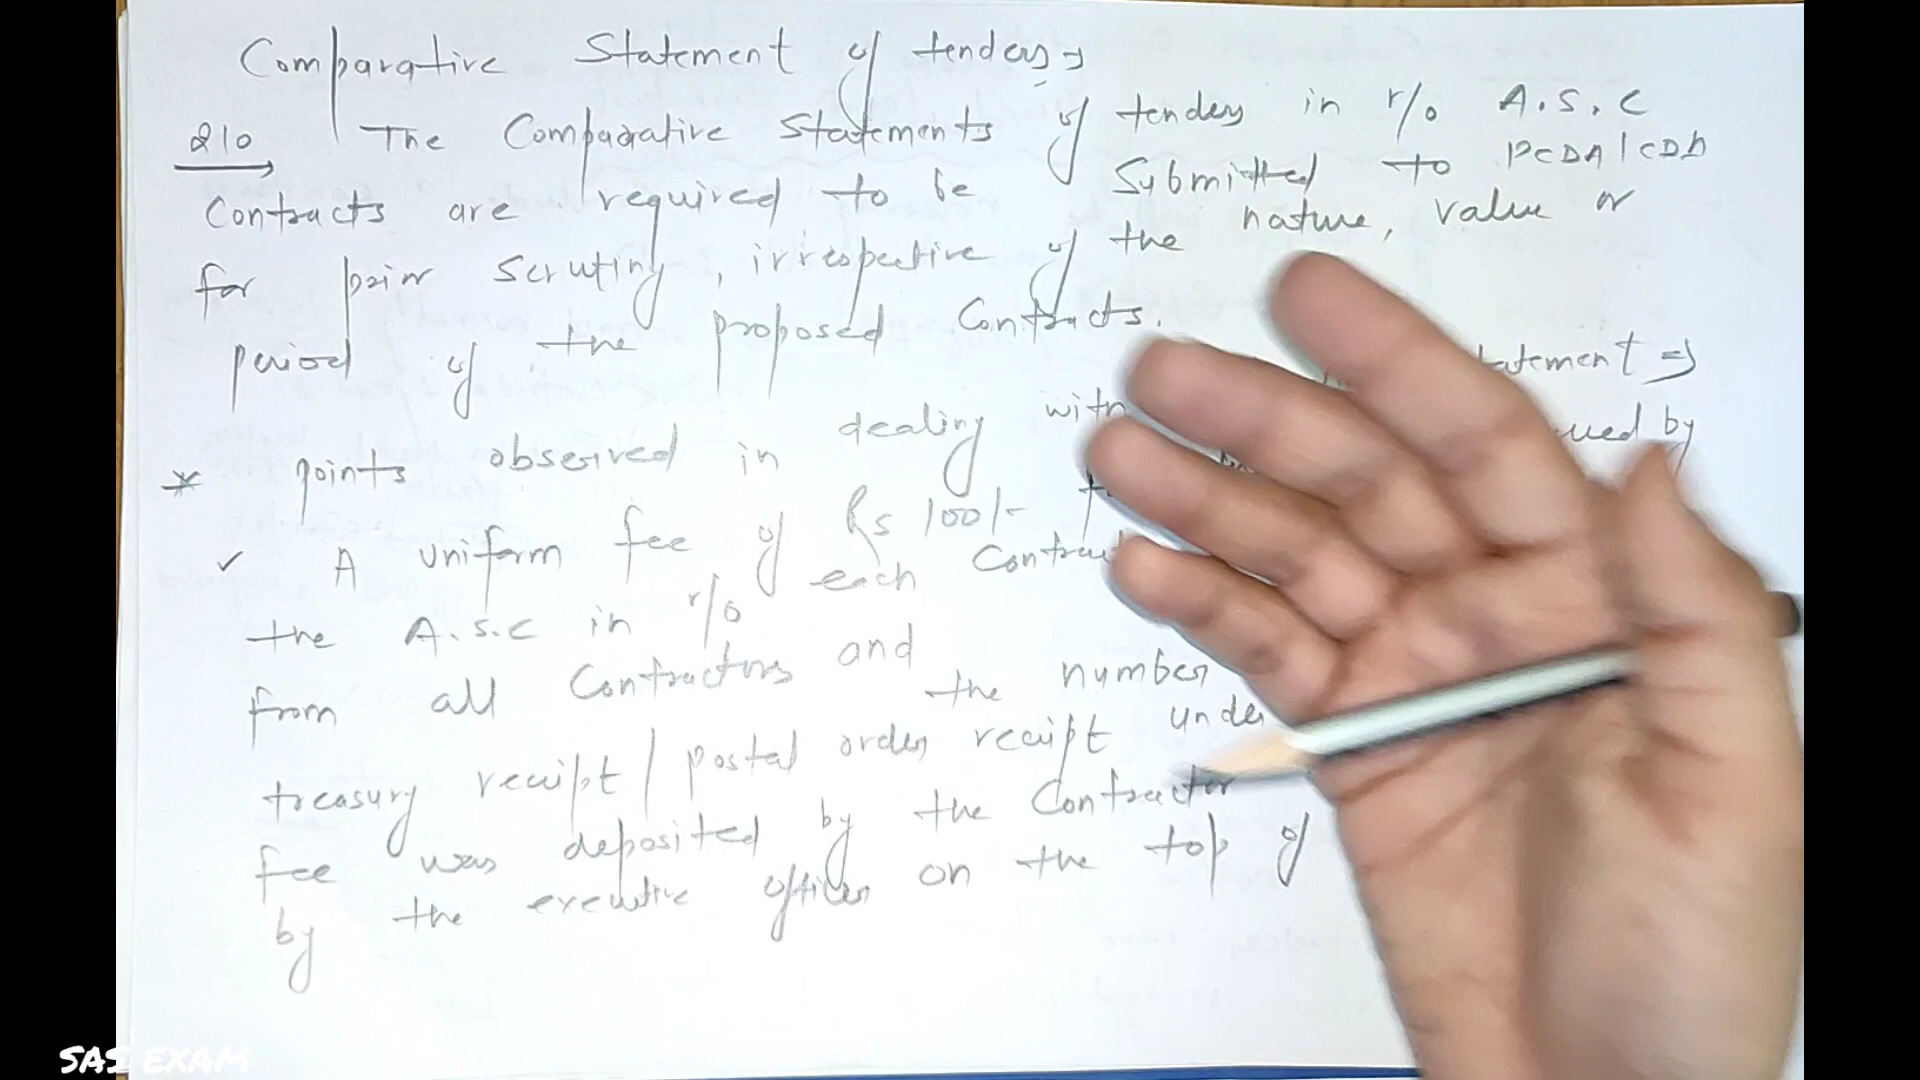 Comparative Statement of tenders →
210 The Comparative Statements of tenders in r/o A.S.C
Contracts are required to be Submitted to PCDA/CDA
for prior scrutiny, irrespective of the nature, value or
period of the proposed Contracts.
* points observed in dealing with ⇒
✓ A uniform fee of Rs 100/- by
the A.S.C in r/o each
from all Contractors and the number
treasury receipt / postal order receipt
fee was deposited by the Contractor
by the executive officer on the top of
SAS EXAM